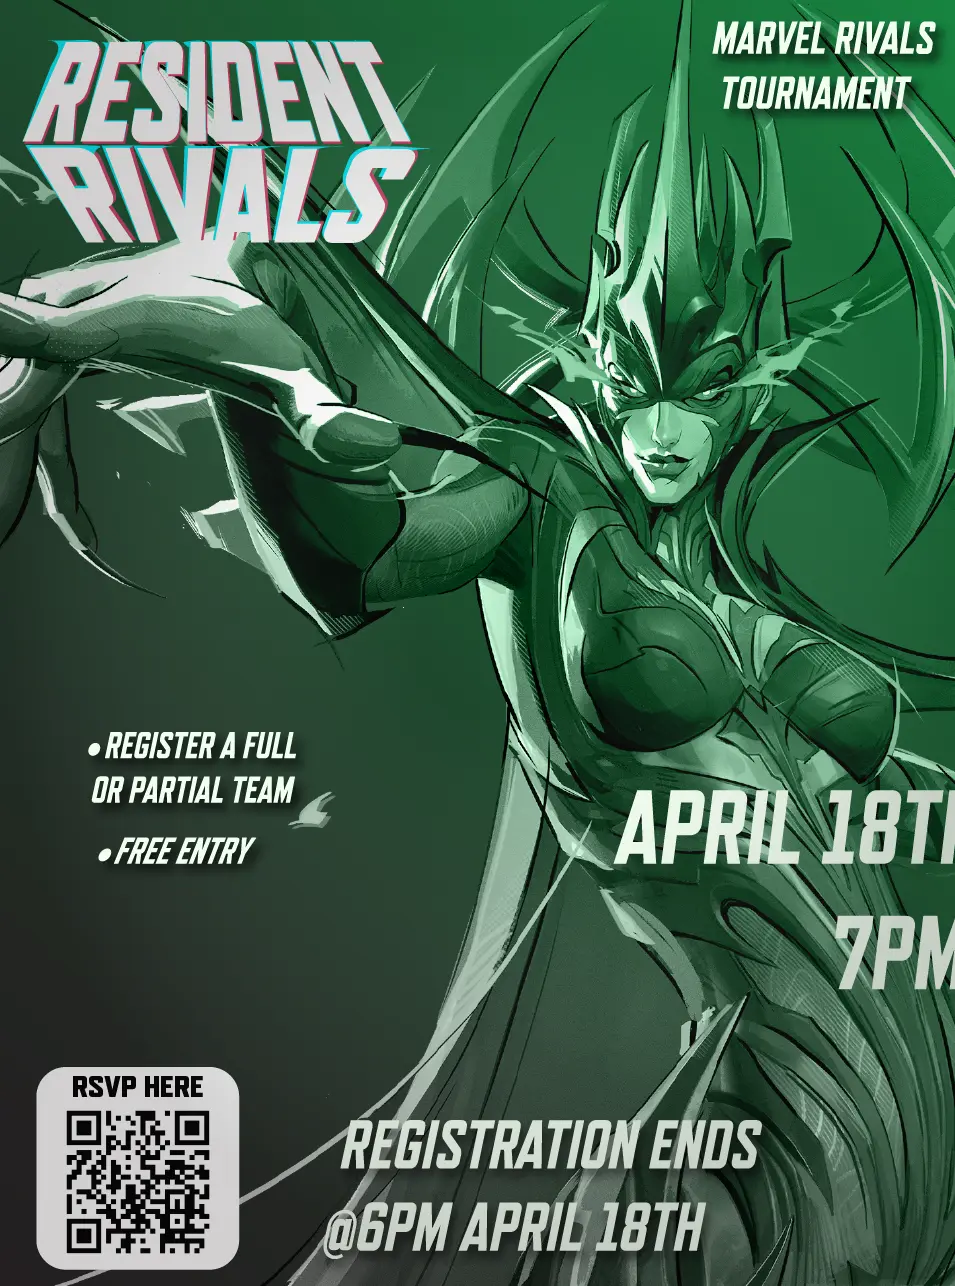 RESIDENT
RIVALS
MARVEL RIVALS
TOURNAMENT
• REGISTER A FULL
OR PARTIAL TEAM
• FREE ENTRY
APRIL 18TH
7PM
RSVP HERE
REGISTRATION ENDS
@6PM APRIL 18TH